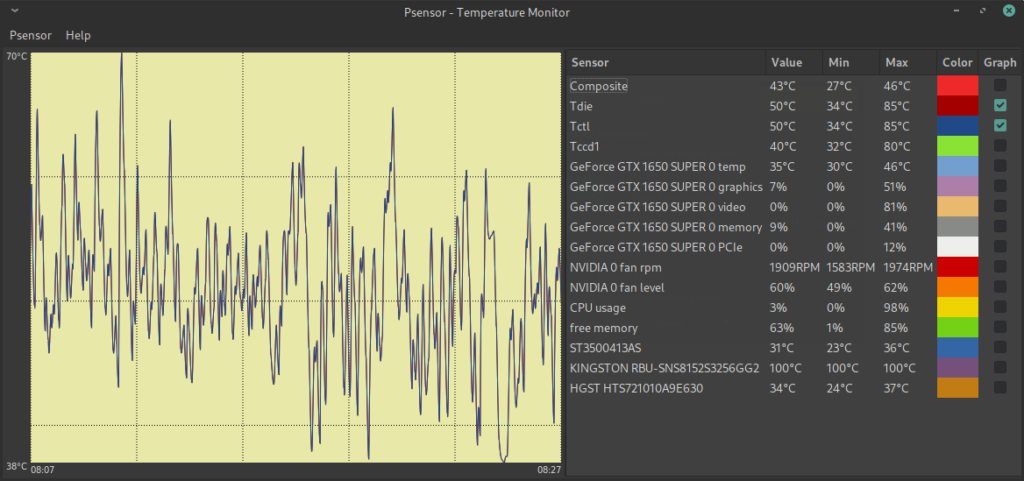 Psensor - Temperature Monitor
Psensor Help
70°C
38°C
08:07 08:27
Sensor Value Min Max Color Graph
Composite 43°C 27°C 46°C
Tdie 50°C 34°C 85°C
Tctl 50°C 34°C 85°C
Tccd1 40°C 32°C 80°C
GeForce GTX 1650 SUPER 0 temp 35°C 30°C 46°C
GeForce GTX 1650 SUPER 0 graphics 7% 0% 51%
GeForce GTX 1650 SUPER 0 video 0% 0% 81%
GeForce GTX 1650 SUPER 0 memory 9% 0% 41%
GeForce GTX 1650 SUPER 0 PCIe 0% 0% 12%
NVIDIA 0 fan rpm 1909RPM 1583RPM 1974RPM
NVIDIA 0 fan level 60% 49% 62%
CPU usage 3% 0% 98%
free memory 63% 1% 85%
ST3500413AS 31°C 23°C 36°C
KINGSTON RBU-SNS8152S3256GG2 100°C 100°C 100°C
HGST HTS721010A9E630 34°C 24°C 37°C